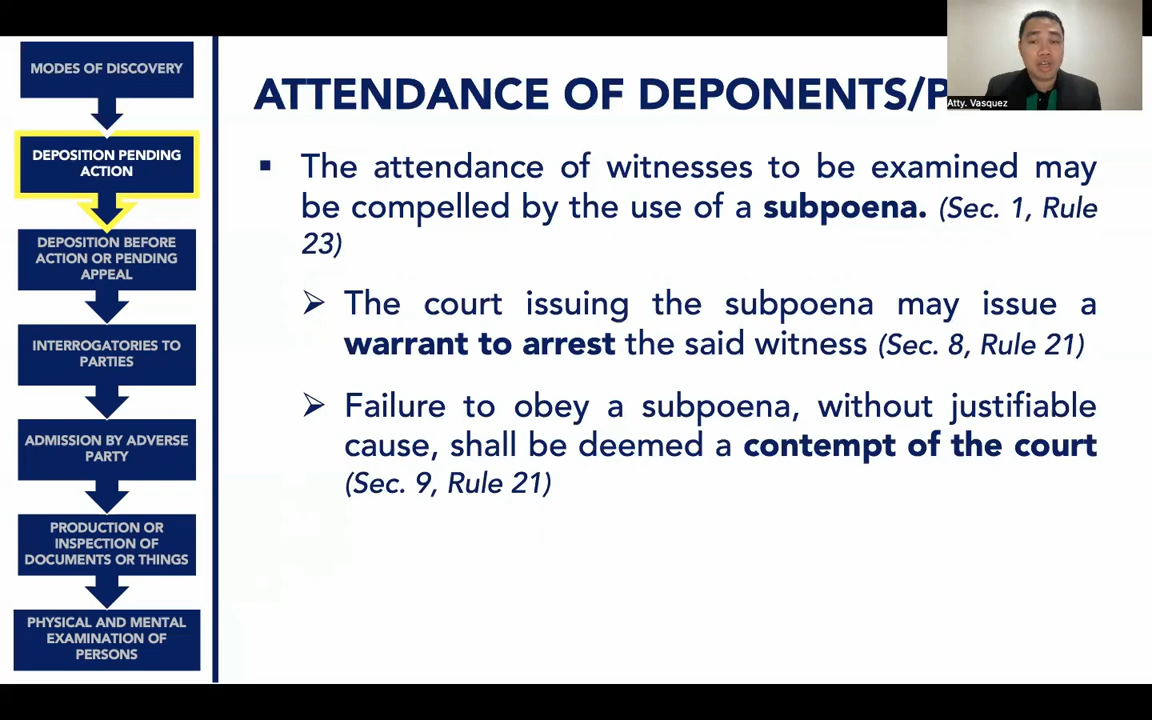 MODES OF DISCOVERY
DEPOSITION PENDING
ACTION
DEPOSITION BEFORE
ACTION OR PENDING
APPEAL
INTERROGATORIES TO
PARTIES
ADMISSION BY ADVERSE
PARTY
PRODUCTION OR
INSPECTION OF
DOCUMENTS OR THINGS
PHYSICAL AND MENTAL
EXAMINATION OF
PERSONS
ATTENDANCE OF DEPONENTS/
Atty. Vasquez
▪ The attendance of witnesses to be examined may
be compelled by the use of a subpoena. (Sec. 1, Rule
23)
➢ The court issuing the subpoena may issue a
warrant to arrest the said witness (Sec. 8, Rule 21)
➢ Failure to obey a subpoena, without justifiable
cause, shall be deemed a contempt of the court
(Sec. 9, Rule 21)